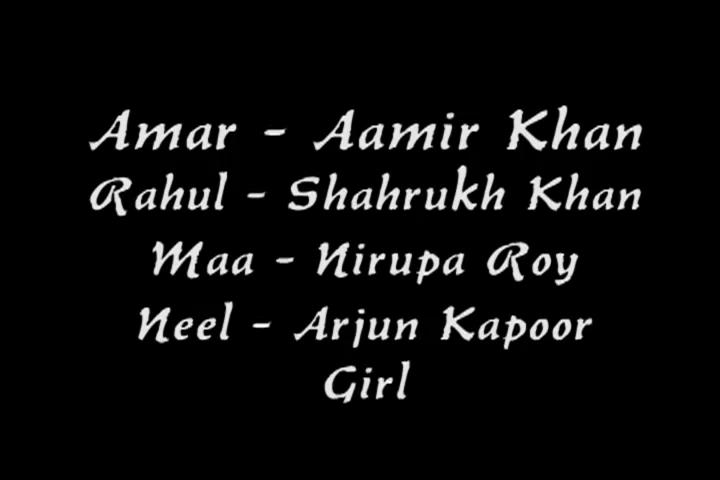 Amar - Aamir Khan
Rahul - Shahrukh Khan
Maa - Nirupa Roy
Neel - Arjun Kapoor
Girl